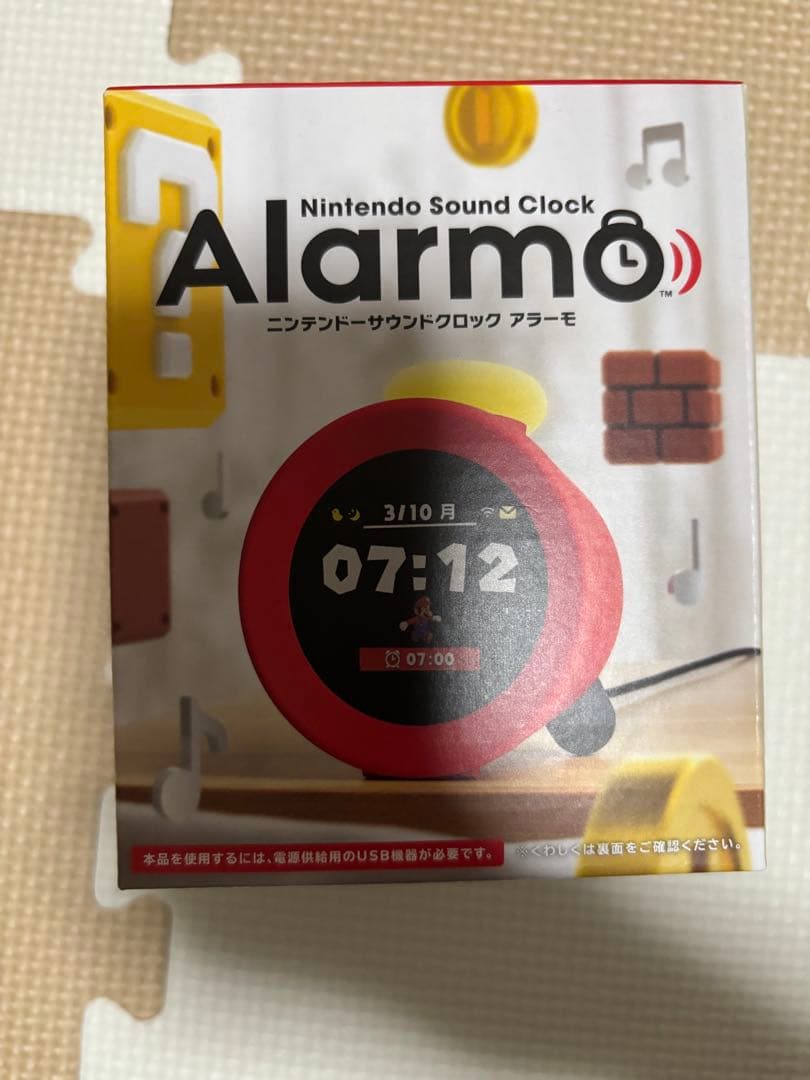 Nintendo Sound Clock
Alarmo™
ニンテンドーサウンドクロック アラーモ
3/10 月
07:12
07:00
本品を使用するには、電源供給用のUSB機器が必要です。
※くわしくは裏面をご確認ください。